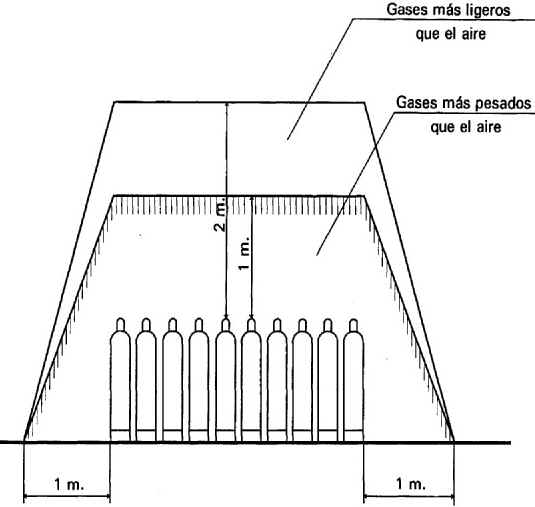 Gases más ligeros
que el aire
Gases más pesados
que el aire
2 m.
1 m.
1 m.
1 m.